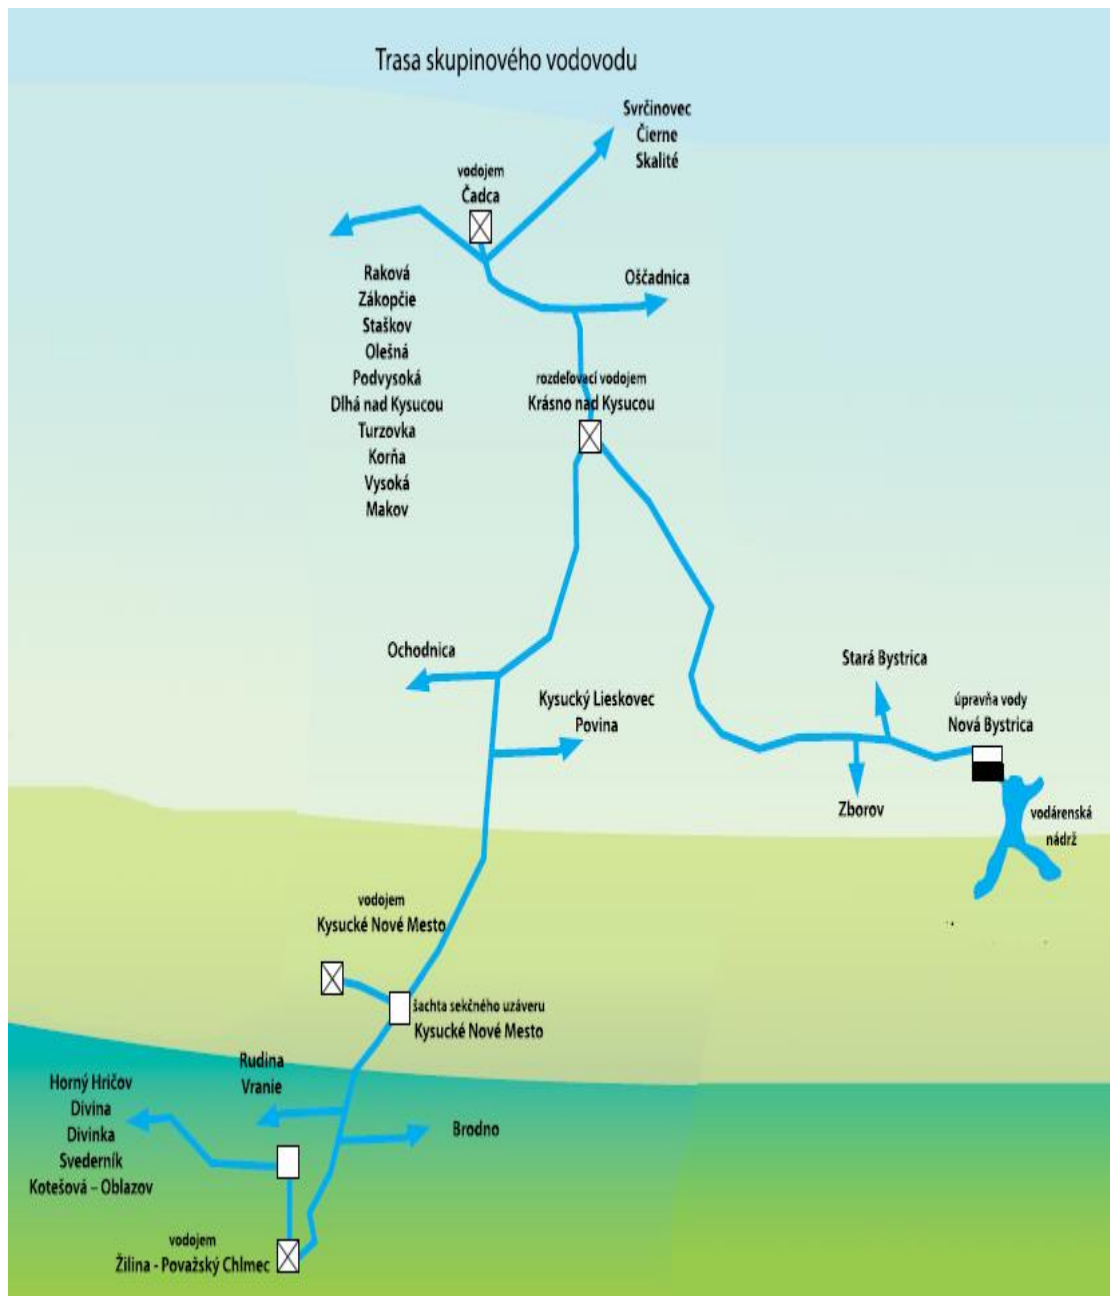 Trasa skupinového vodovodu
Svrčinovec
Čierne
Skalité
vodojem
Čadca
Raková
Zákopčie
Staškov
Olešná
Podvysoká
Dlhá nad Kysucou
Turzovka
Korňa
Vysoká
Makov
Oščadnica
rozdeľovací vodojem
Krásno nad Kysucou
Ochodnica
Kysucký Lieskovec
Povina
Stará Bystrica
úpravňa vody
Nová Bystrica
Zborov
vodárenská
nádrž
vodojem
Kysucké Nové Mesto
šachta sekčného uzáveru
Kysucké Nové Mesto
Rudina
Vranie
Horný Hričov
Divina
Divinka
Svederník
Kotešová – Oblazov
Brodno
vodojem
Žilina - Považský Chlmec